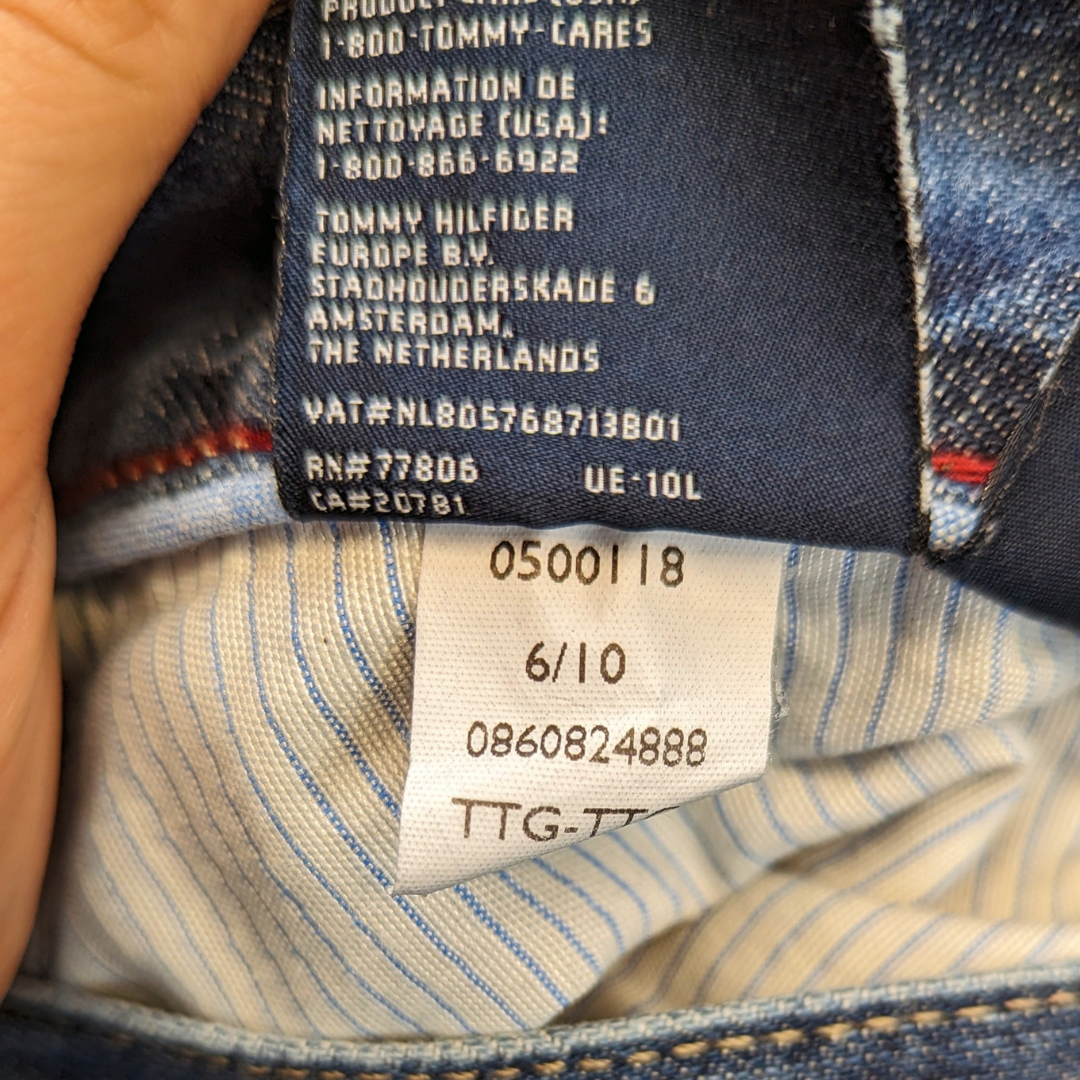 1-800-TOMMY-CARES
INFORMATION DE
NETTOYAGE (USA):
1-800-866-6922
TOMMY HILFIGER
EUROPE B.V.
STADHOUDERSKADE 6
AMSTERDAM,
THE NETHERLANDS
VAT#NL805768713B01
RN#77806 UE-10L
CA#20781
0500118
6/10
0860824888